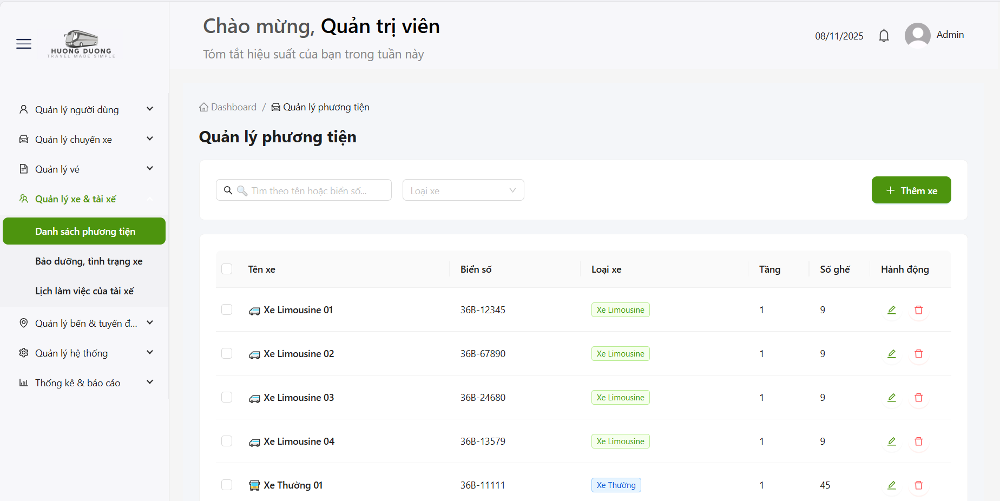 HUONG DUONG
TRAVEL MADE SIMPLE
Chào mừng, Quản trị viên
Tóm tắt hiệu suất của bạn trong tuần này
08/11/2025
Admin
Quản lý người dùng
Quản lý chuyến xe
Quản lý vé
Quản lý xe & tài xế
Danh sách phương tiện
Bảo dưỡng, tình trạng xe
Lịch làm việc của tài xế
Quản lý bến & tuyến đ...
Quản lý hệ thống
Thống kê & báo cáo
Dashboard / Quản lý phương tiện
Quản lý phương tiện
Tìm theo tên hoặc biển số...
Loại xe
+ Thêm xe
Tên xe Biển số Loại xe Tầng Số ghế Hành động
Xe Limousine 01 36B-12345 Xe Limousine 1 9
Xe Limousine 02 36B-67890 Xe Limousine 1 9
Xe Limousine 03 36B-24680 Xe Limousine 1 9
Xe Limousine 04 36B-13579 Xe Limousine 1 9
Xe Thường 01 36B-11111 Xe Thường 1 45